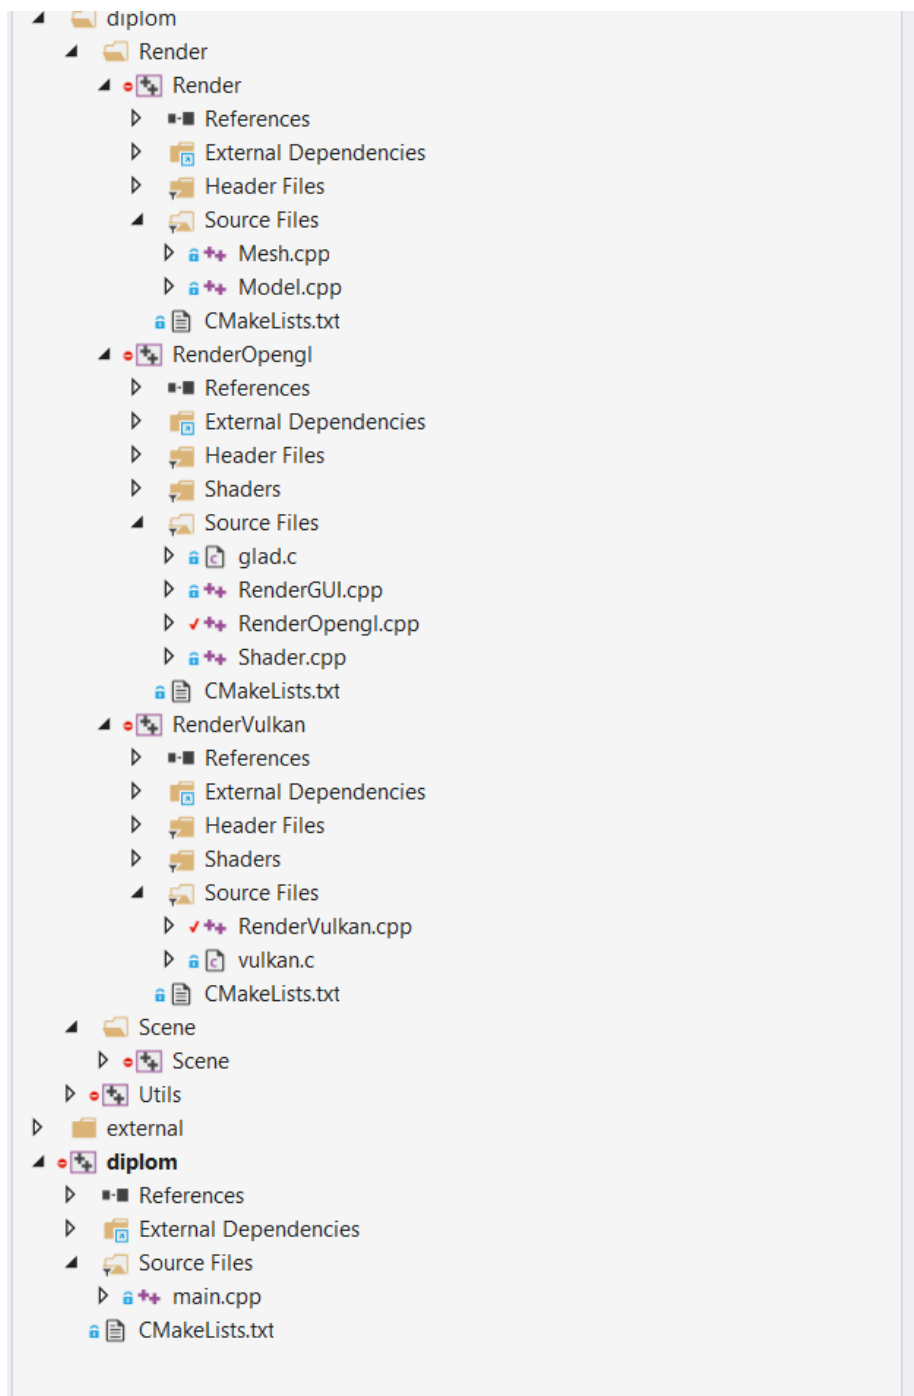 diplom
Render
Render
References
External Dependencies
Header Files
Source Files
Mesh.cpp
Model.cpp
CMakeLists.txt
RenderOpengl
References
External Dependencies
Header Files
Shaders
Source Files
glad.c
RenderGUI.cpp
RenderOpengl.cpp
Shader.cpp
CMakeLists.txt
RenderVulkan
References
External Dependencies
Header Files
Shaders
Source Files
RenderVulkan.cpp
vulkan.c
CMakeLists.txt
Scene
Scene
Utils
external
diplom
References
External Dependencies
Source Files
main.cpp
CMakeLists.txt